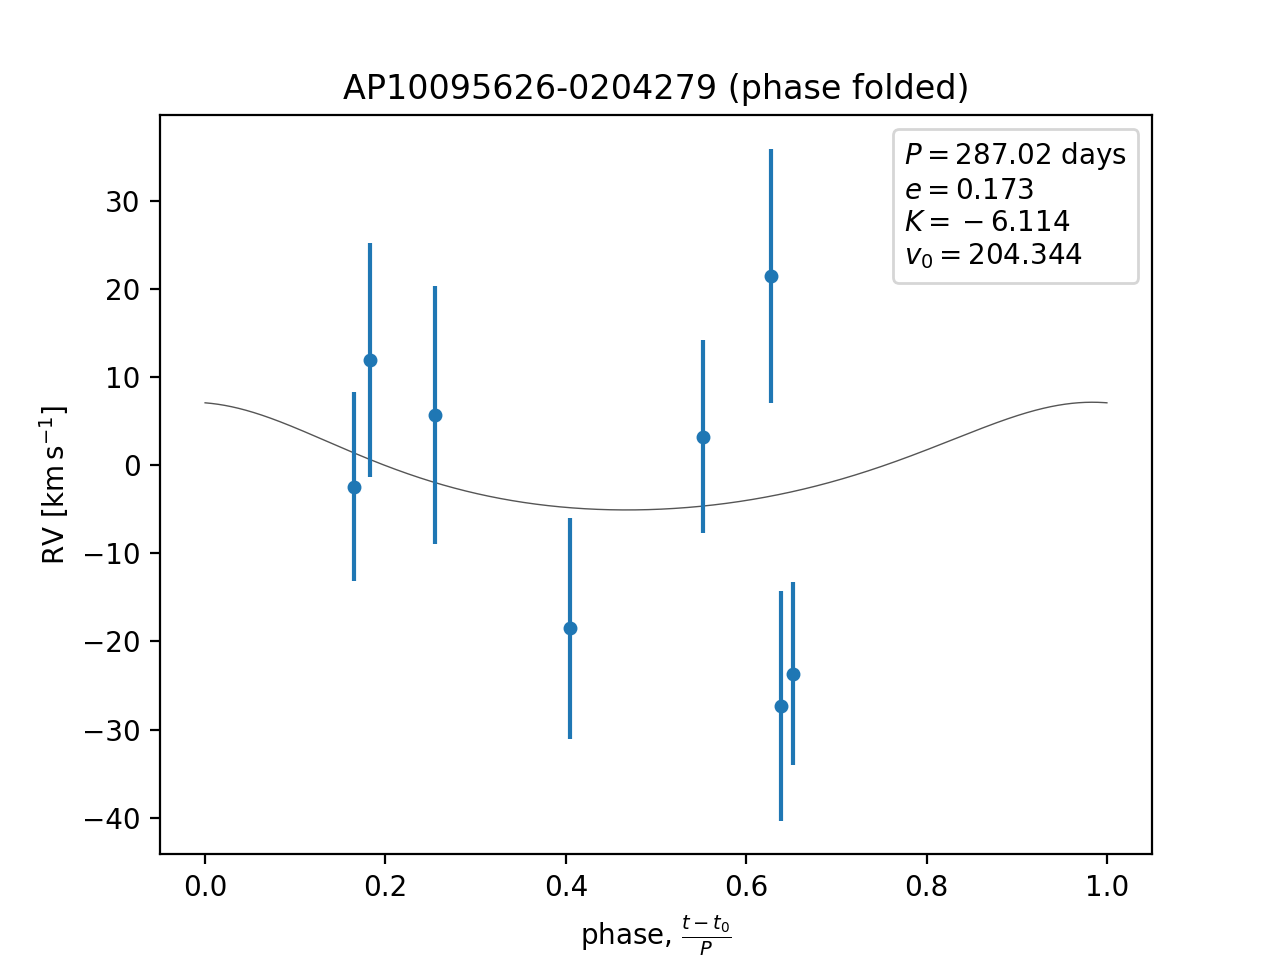 AP10095626-0204279 (phase folded)
P = 287.02 days
e = 0.173
K = −6.114
v₀ = 204.344
30
20
10
0
−10
−20
−30
−40
RV [km s⁻¹]
0.0 0.2 0.4 0.6 0.8 1.0
phase, (t − t₀)/P